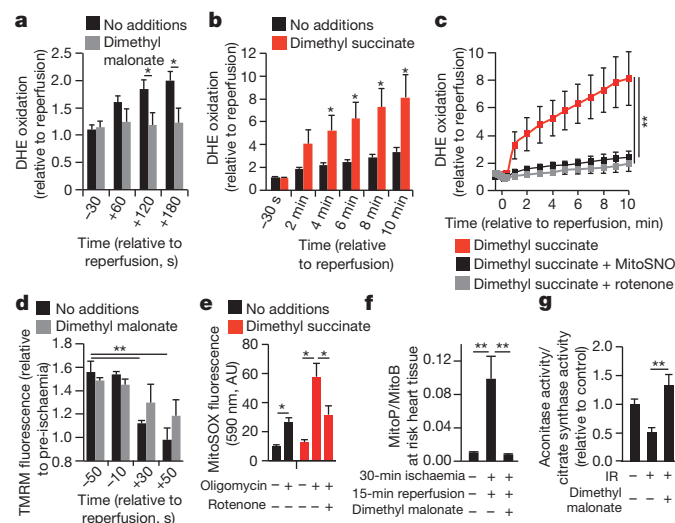 a
No additions
Dimethyl
malonate
DHE oxidation
(relative to reperfusion)
2.5
2.0
1.5
1.0
0.5
0
*
*
−30
+60
+120
+180
Time (relative to
reperfusion, s)
b
No additions
Dimethyl succinate
DHE oxidation
(relative to reperfusion)
12
10
8
6
4
2
0
*
*
*
*
−30 s
2 min
4 min
6 min
8 min
10 min
Time (relative
to reperfusion)
c
DHE oxidation
(relative to reperfusion)
10
8
6
4
2
0
**
0 2 4 6 8 10
Time (relative to reperfusion, min)
Dimethyl succinate
Dimethyl succinate + MitoSNO
Dimethyl succinate + rotenone
d
No additions
Dimethyl malonate
TMRM fluorescence (relative
to pre-ischaemia)
1.8
1.6
1.4
1.2
1.0
0.8
**
−50
−10
+30
+50
Time (relative to
reperfusion, s)
e
No additions
Dimethyl succinate
MitoSOX fluorescence
(590 nm, AU)
80
60
40
20
0
*
* *
Oligomycin − + − + +
Rotenone − − − − +
f
MitoP/MitoB
at risk heart tissue
0.12
0.08
0.04
0
** **
30-min ischaemia − + +
15-min reperfusion − + +
Dimethyl malonate − − +
g
Aconitase activity/
citrate synthase activity
(relative to control)
2.0
1.5
1.0
0.5
0.0
**
IR − + +
Dimethyl
malonate − − +